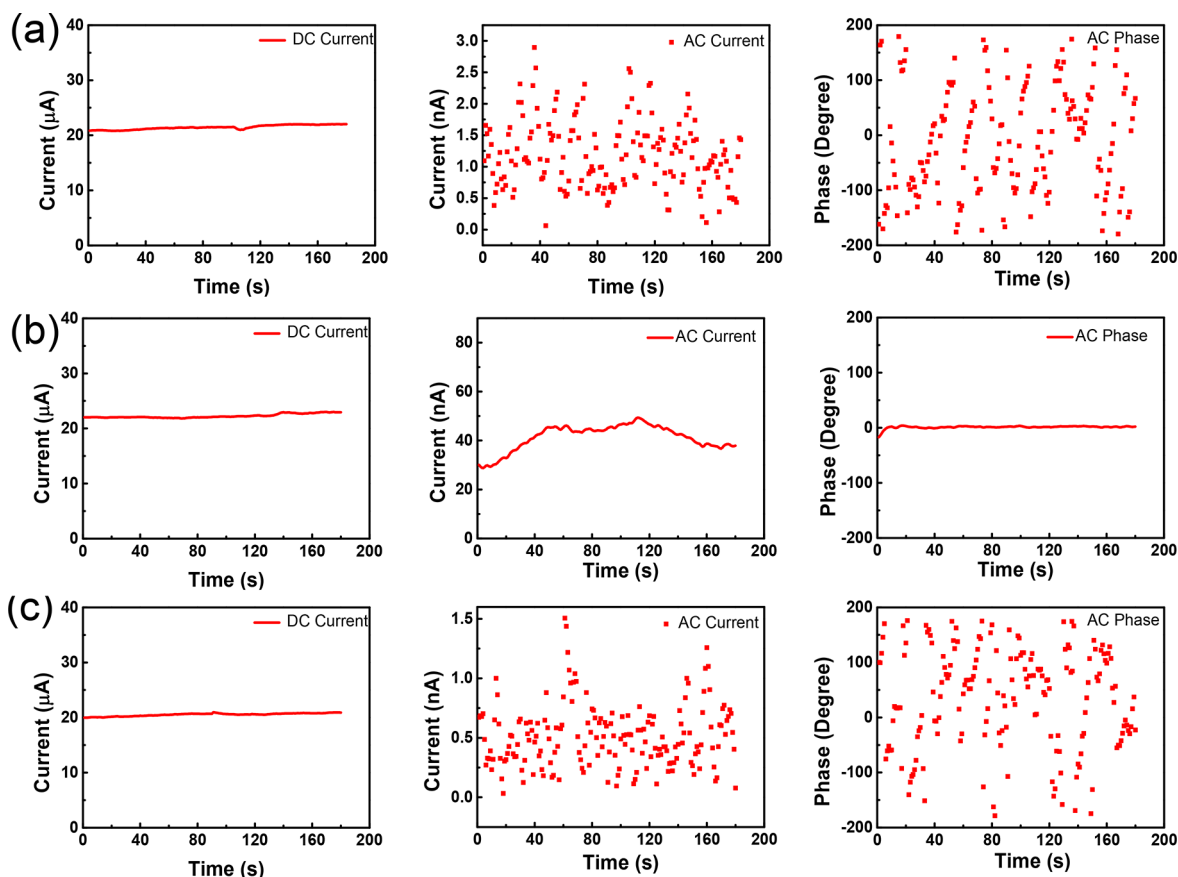 (a)
DC Current
40
30
20
10
0
Current (μA)
0 40 80 120 160 200
Time (s)
AC Current
3.0
2.5
2.0
1.5
1.0
0.5
0.0
Current (nA)
0 40 80 120 160 200
Time (s)
AC Phase
200
100
0
-100
-200
Phase (Degree)
0 40 80 120 160 200
Time (s)
(b)
DC Current
40
30
20
10
0
Current (μA)
0 40 80 120 160 200
Time (s)
AC Current
80
60
40
20
0
Current (nA)
0 40 80 120 160 200
Time (s)
AC Phase
200
100
0
-100
-200
Phase (Degree)
0 40 80 120 160 200
Time (s)
(c)
DC Current
40
30
20
10
0
Current (μA)
0 40 80 120 160 200
Time (s)
AC Current
1.5
1.0
0.5
0.0
Current (nA)
0 40 80 120 160 200
Time (s)
AC Phase
200
100
0
-100
-200
Phase (Degree)
0 40 80 120 160 200
Time (s)